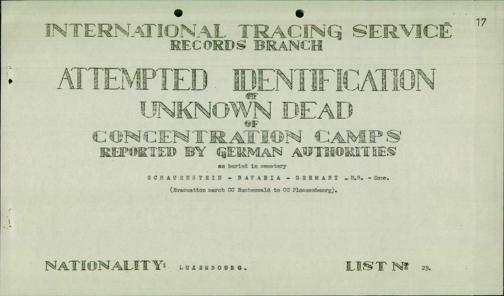 17
INTERNATIONAL TRACING SERVICE
RECORDS BRANCH
ATTEMPTED IDENTIFICATION
OF
UNKNOWN DEAD
OF
CONCENTRATION CAMPS
REPORTED BY GERMAN AUTHORITIES
as buried in cemetery
SCHAUENSTEIN - BAVARIA - GERMANY - U.S. - Zone.
(Evacuation march CC Buchenwald to CC Flossenbuerg).
NATIONALITY: LUXEMBOURG. LIST Nº 23.